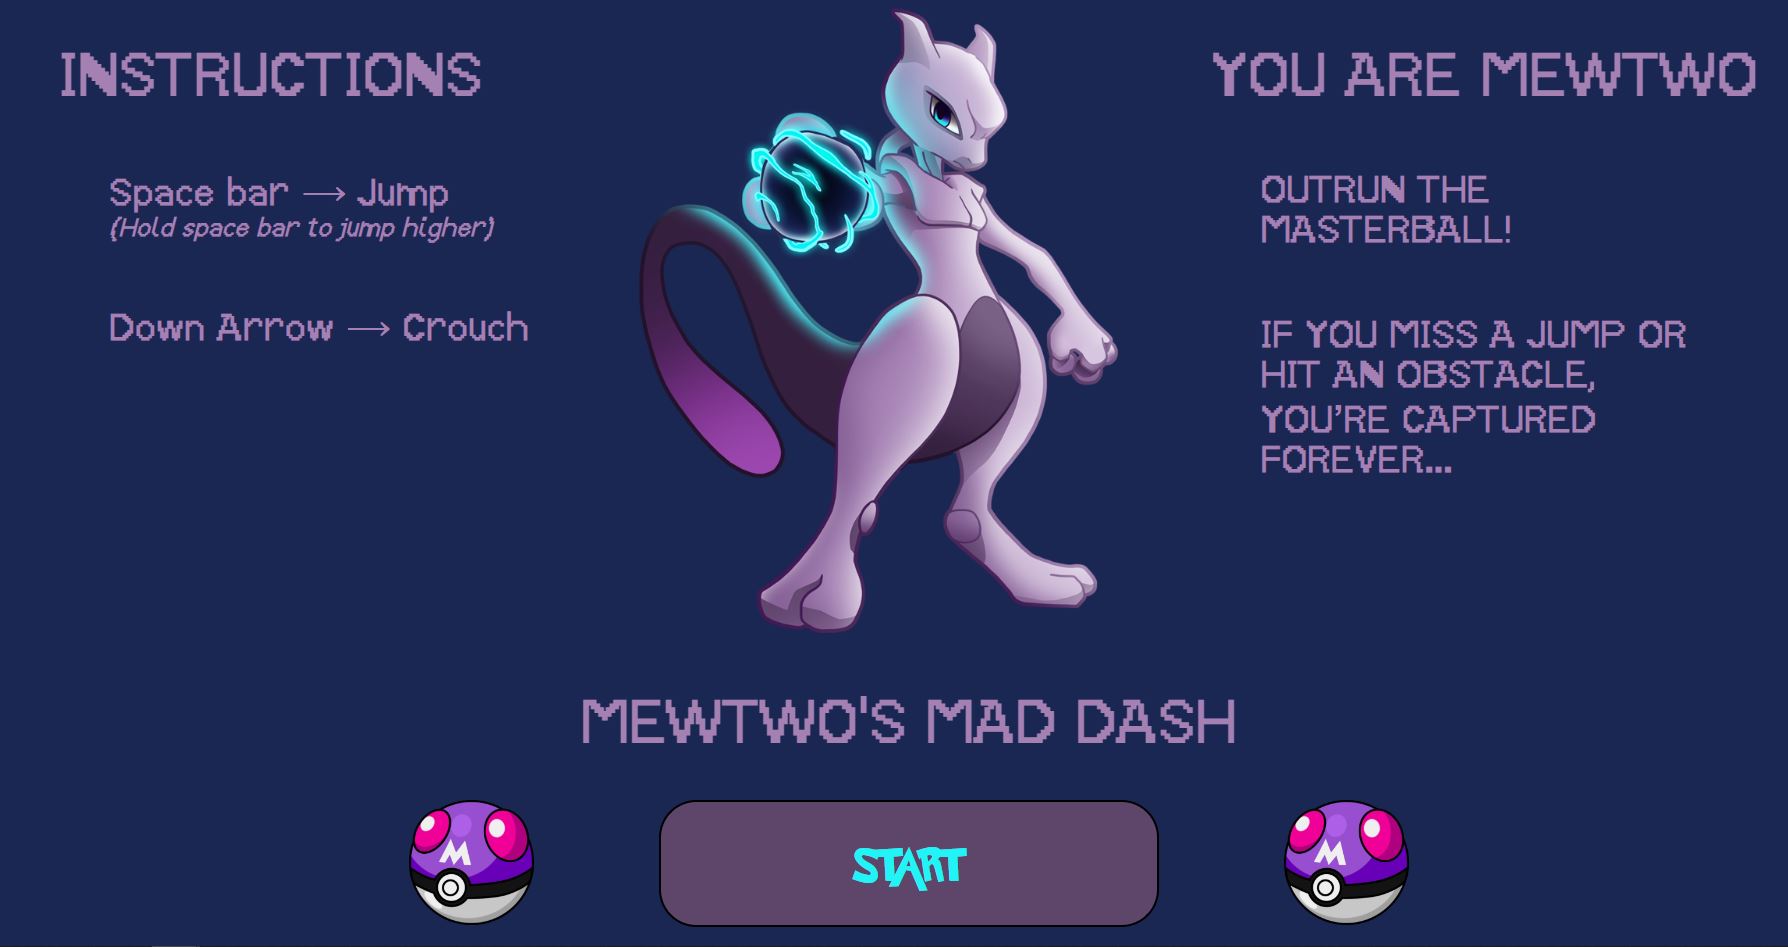 INSTRUCTIONS
Space bar → Jump
(Hold space bar to jump higher)
Down Arrow → Crouch
YOU ARE MEWTWO
OUTRUN THE
MASTERBALL!
IF YOU MISS A JUMP OR
HIT AN OBSTACLE,
YOU'RE CAPTURED
FOREVER...
MEWTWO'S MAD DASH
M
START
M